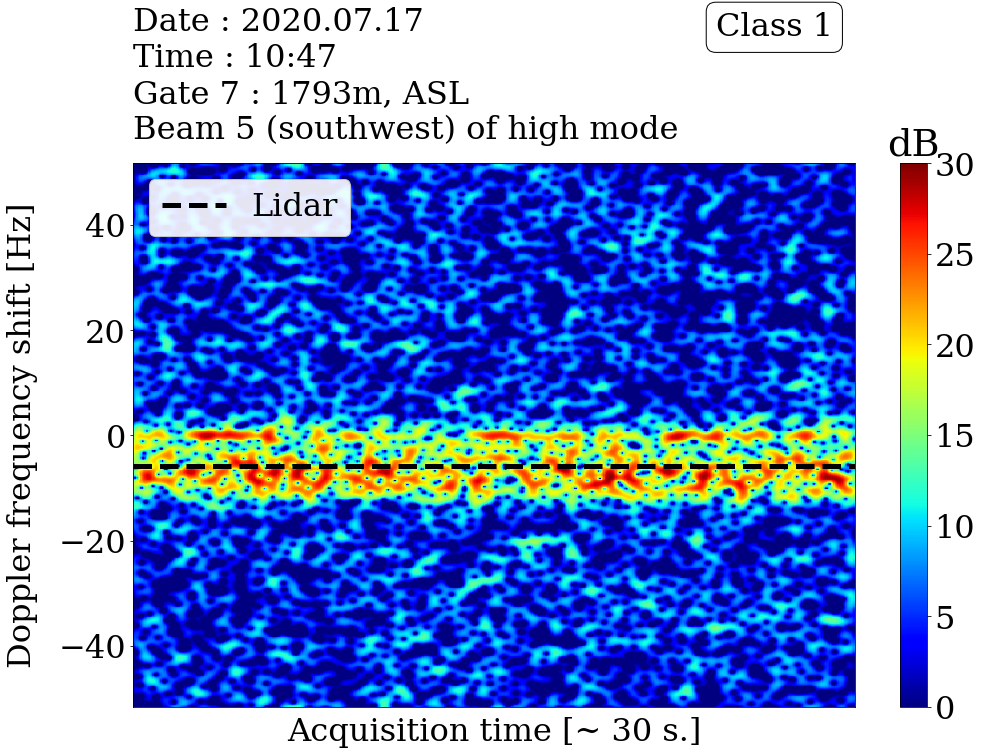 Date : 2020.07.17
Time : 10:47
Gate 7 : 1793m, ASL
Beam 5 (southwest) of high mode
Class 1
dB
Lidar
Doppler frequency shift [Hz]
40
20
0
−20
−40
30
25
20
15
10
5
0
Acquisition time [~ 30 s.]